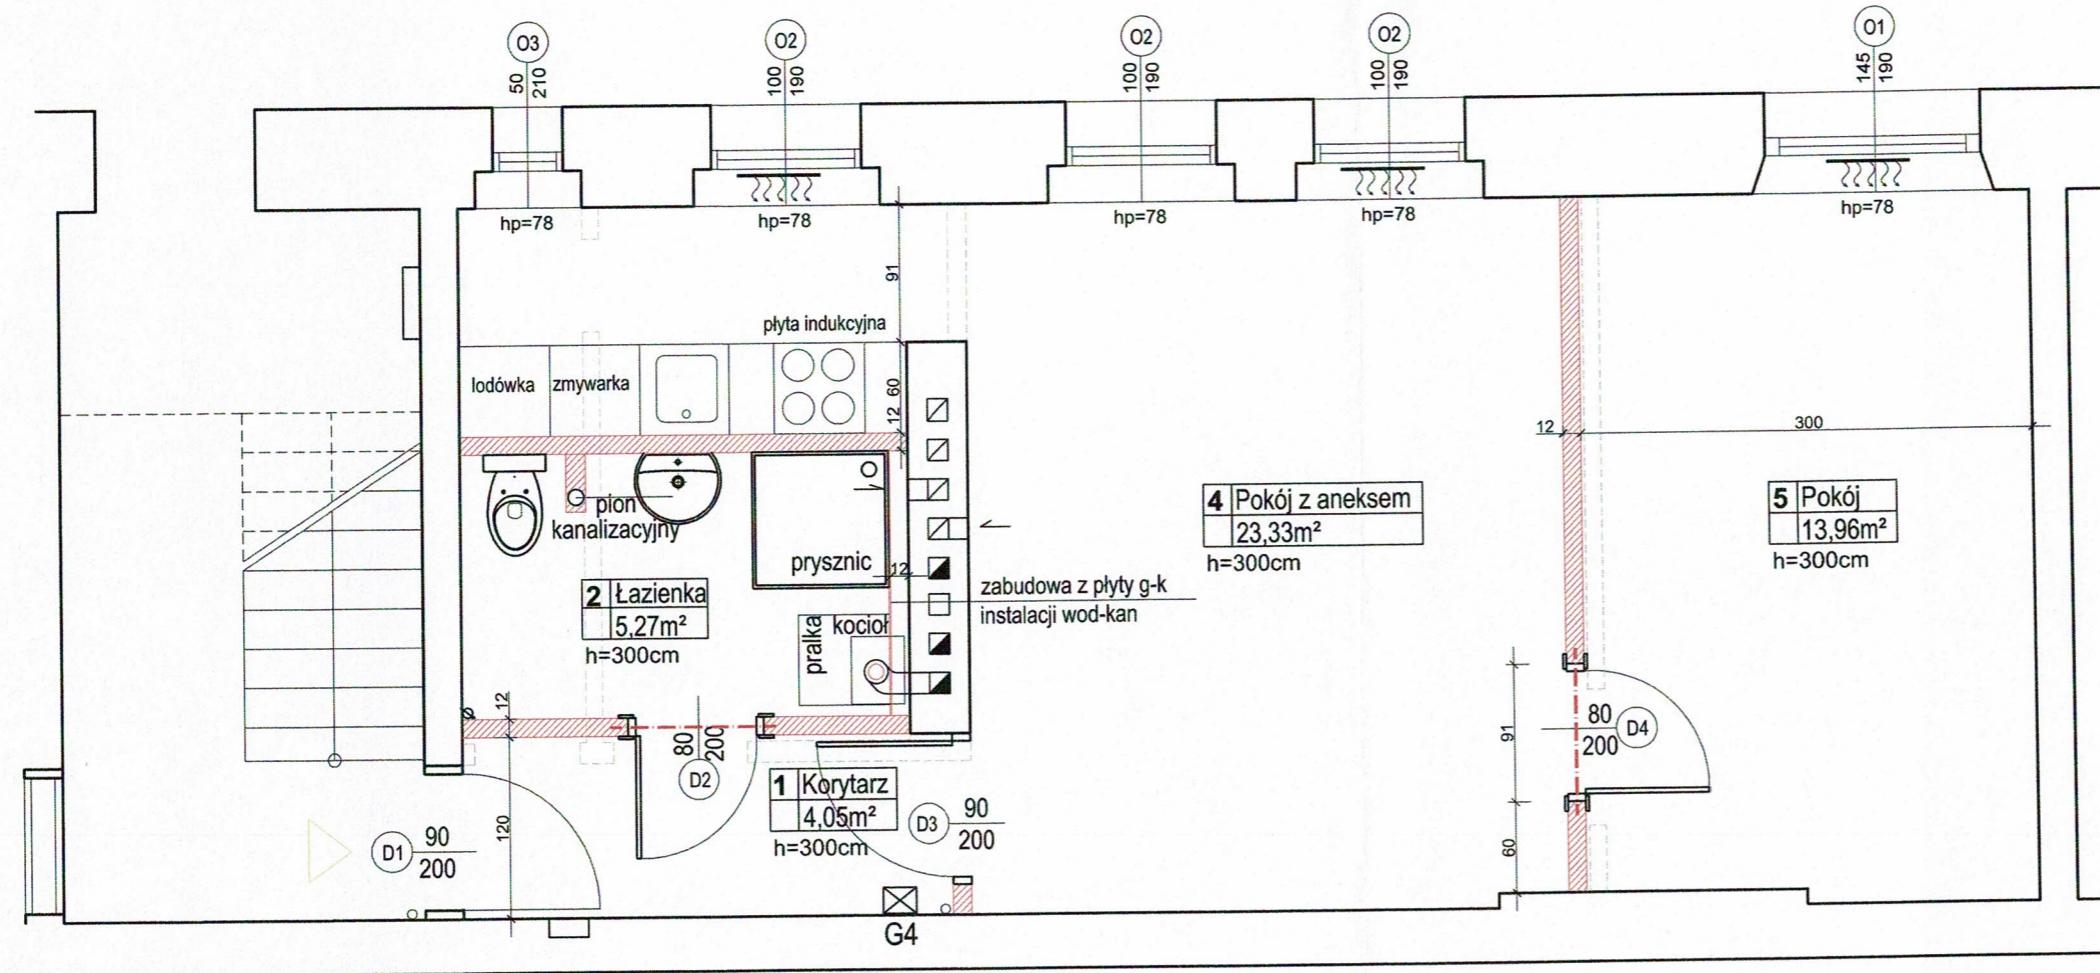 O3
O2
O2
O2
O1
50
210
100
190
100
190
100
190
145
190
hp=78
hp=78
hp=78
hp=78
hp=78
91
płyta indukcyjna
lodówka
zmywarka
60
12
12
300
pion
kanalizacyjny
prysznic
12
4 Pokój z aneksem
23,33m²
h=300cm
5 Pokój
13,96m²
h=300cm
zabudowa z płyty g-k
instalacji wod-kan
2 Łazienka
5,27m²
h=300cm
pralka
kocioł
12
80
200
D2
91
80
200
D4
1 Korytarz
4,05m²
h=300cm
D3
90
200
120
D1
90
200
60
G4